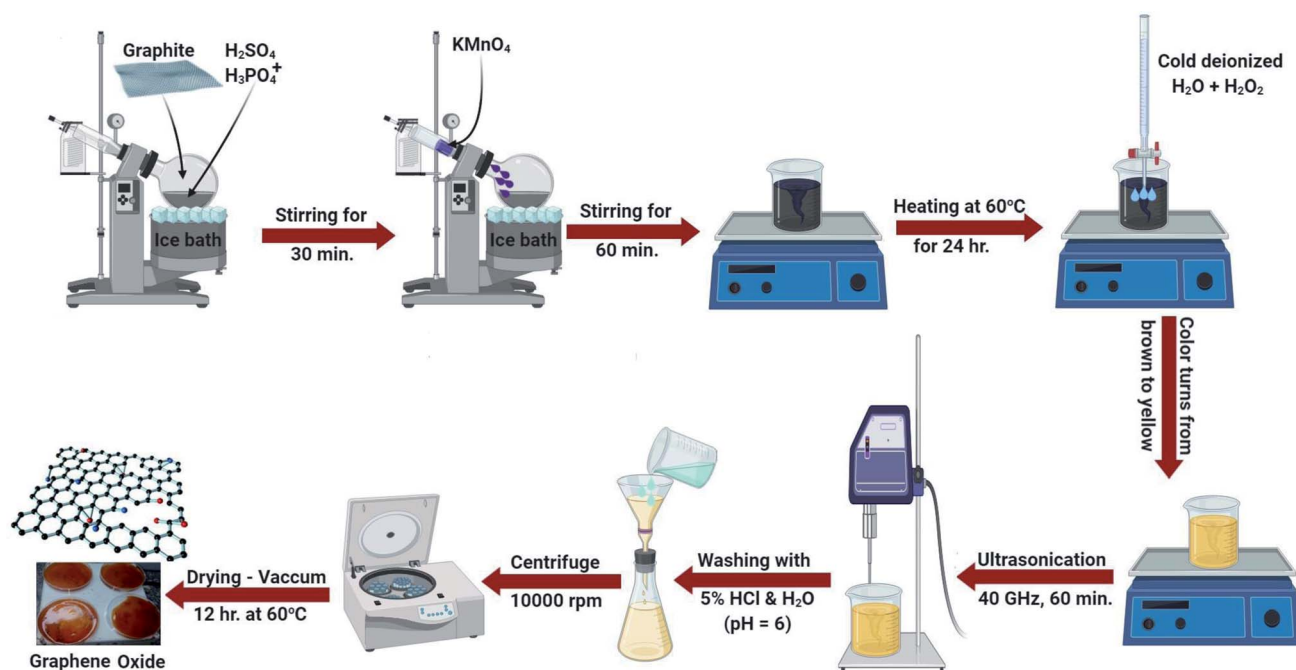 Graphite
H₂SO₄
+
H₃PO₄
Ice bath
Stirring for
30 min.
KMnO₄
Ice bath
Stirring for
60 min.
Heating at 60°C
for 24 hr.
Cold deionized
H₂O + H₂O₂
Color turns from
brown to yellow
Ultrasonication
40 GHz, 60 min.
Washing with
5% HCl & H₂O
(pH = 6)
Centrifuge
10000 rpm
Drying - Vaccum
12 hr. at 60°C
Graphene Oxide